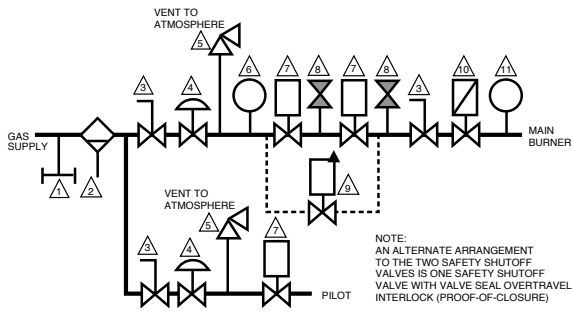 VENT TO
ATMOSPHERE
5
3
4
6
7
8
7
8
3
10
11
GAS
SUPPLY
MAIN
BURNER
1
2
9
VENT TO
ATMOSPHERE
5
3
4
7
PILOT
NOTE:
AN ALTERNATE ARRANGEMENT
TO THE TWO SAFETY SHUTOFF
VALVES IS ONE SAFETY SHUTOFF
VALVE WITH VALVE SEAL OVERTRAVEL
INTERLOCK (PROOF-OF-CLOSURE)